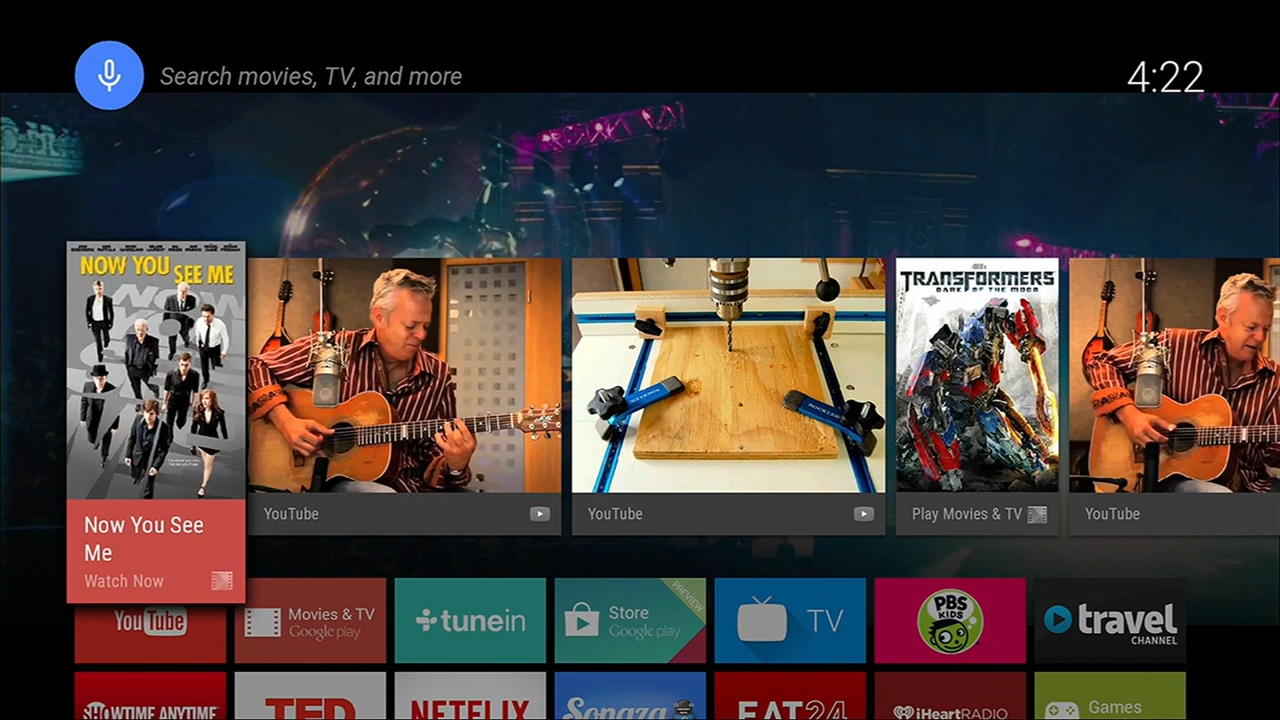 Search movies, TV, and more
4:22
NOW YOU
SEE ME
Now You See
Me
Watch Now
YouTube
YouTube
TRANSFORMERS
DARK OF THE MOON
Play Movies & TV
YouTube
YouTube
Movies & TV
Google play
tunein
Store
Google play
PREVIEW
TV
PBS
KIDS
travel
CHANNEL
SHOWTIME ANYTIME
TED
NETFLIX
Songza
EAT24
iHeartRADIO
Games